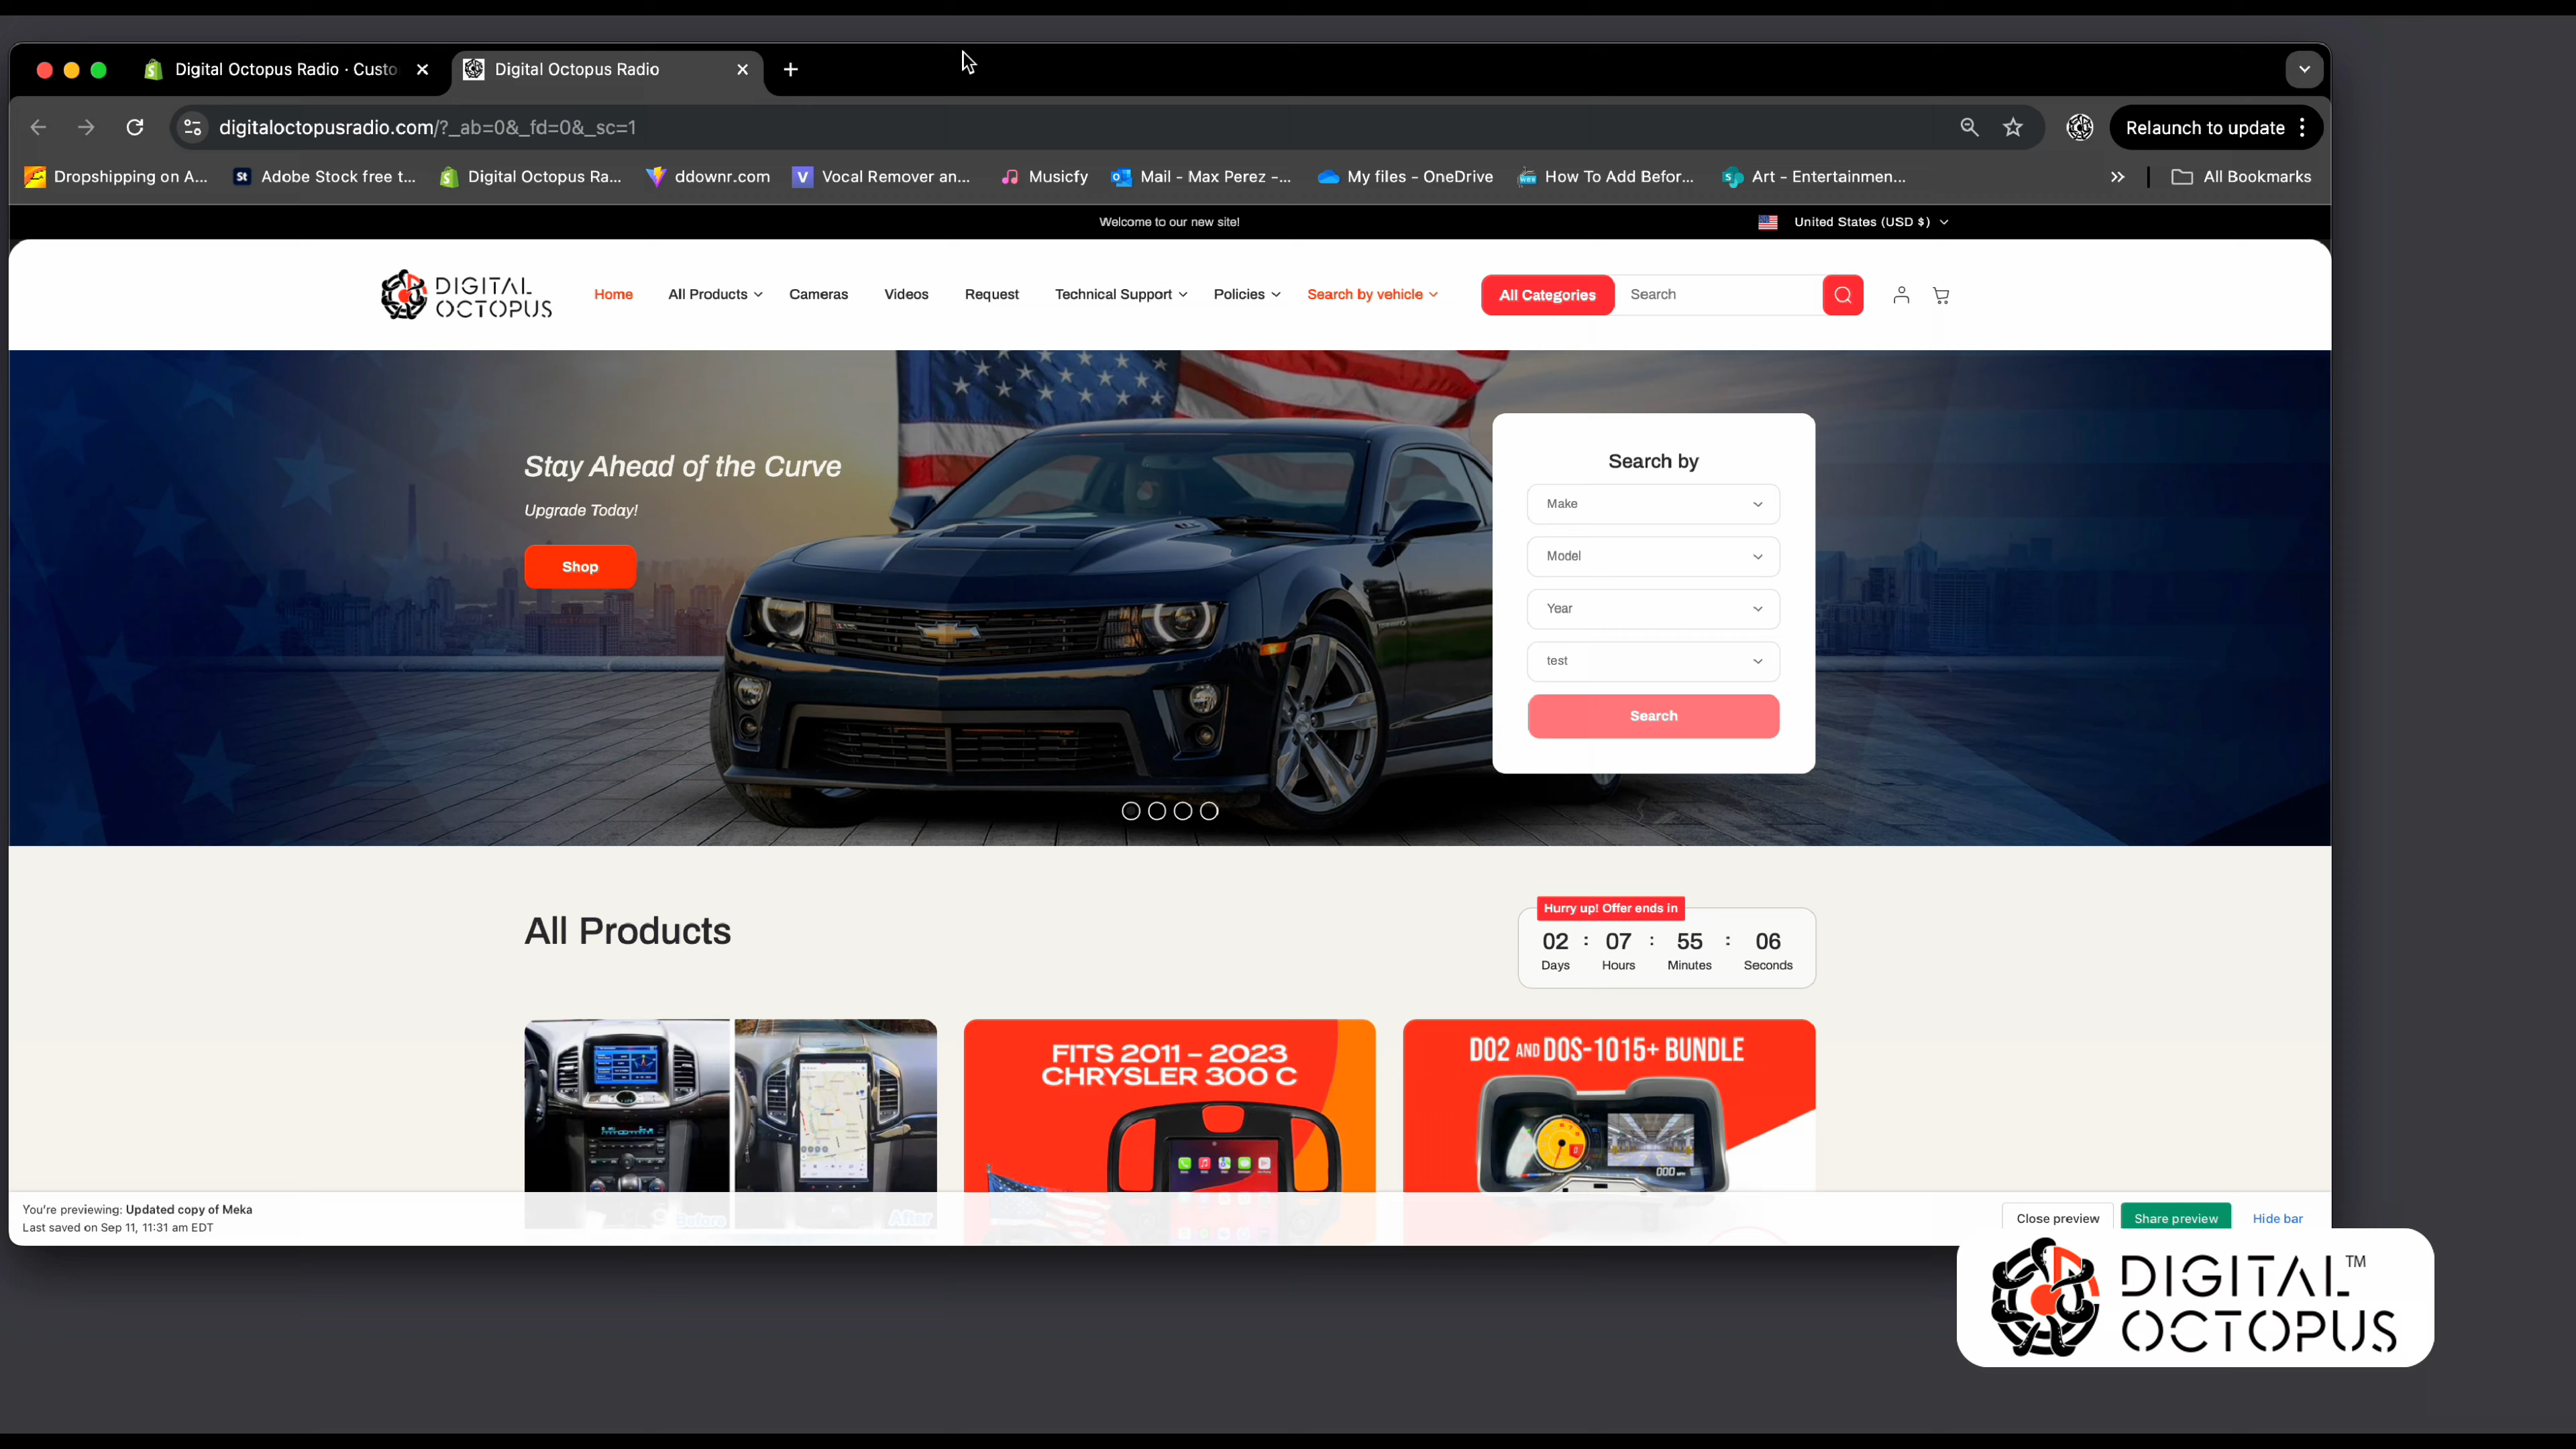 Digital Octopus Radio · Custo
Digital Octopus Radio
digitaloctopusradio.com/?_ab=0&_fd=0&_sc=1
Relaunch to update
Dropshipping on A...
St
Adobe Stock free t...
Digital Octopus Ra...
ddownr.com
V
Vocal Remover an...
Musicfy
Mail - Max Perez -...
My files - OneDrive
How To Add Befor...
Art - Entertainmen...
All Bookmarks
Welcome to our new site!
United States (USD $)
DIGITAL
OCTOPUS
Home
All Products
Cameras
Videos
Request
Technical Support
Policies
Search by vehicle
All Categories
Search
Stay Ahead of the Curve
Upgrade Today!
Shop
Search by
Make
Model
Year
test
Search
All Products
Hurry up! Offer ends in
02 : 07 : 55 : 06
Days Hours Minutes Seconds
FITS 2011 – 2023
CHRYSLER 300 C
DO2 AND DOS-1015+ BUNDLE
000 MPH
Before
After
You're previewing: Updated copy of Meka
Last saved on Sep 11, 11:31 am EDT
Close preview
Share preview
Hide bar
DIGITAL™
OCTOPUS